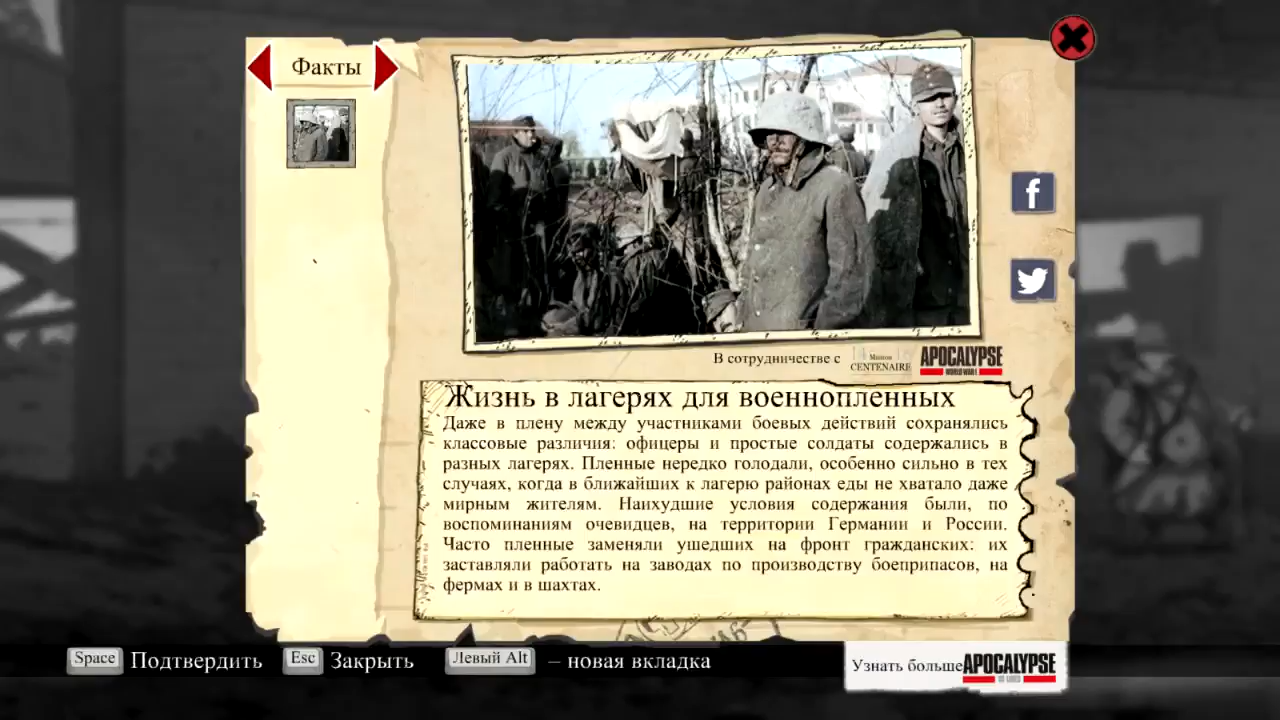 Факты
В сотрудничестве с
Mission
CENTENAIRE
APOCALYPSE
WORLD WAR I
Жизнь в лагерях для военнопленных
Даже в плену между участниками боевых действий сохранялись
классовые различия: офицеры и простые солдаты содержались в
разных лагерях. Пленные нередко голодали, особенно сильно в тех
случаях, когда в ближайших к лагерю районах еды не хватало даже
мирным жителям. Наихудшие условия содержания были, по
воспоминаниям очевидцев, на территории Германии и России.
Часто пленные заменяли ушедших на фронт гражданских: их
заставляли работать на заводах по производству боеприпасов, на
фермах и в шахтах.
Space Подтвердить Esc Закрыть Левый Alt – новая вкладка
Узнать больше APOCALYPSE